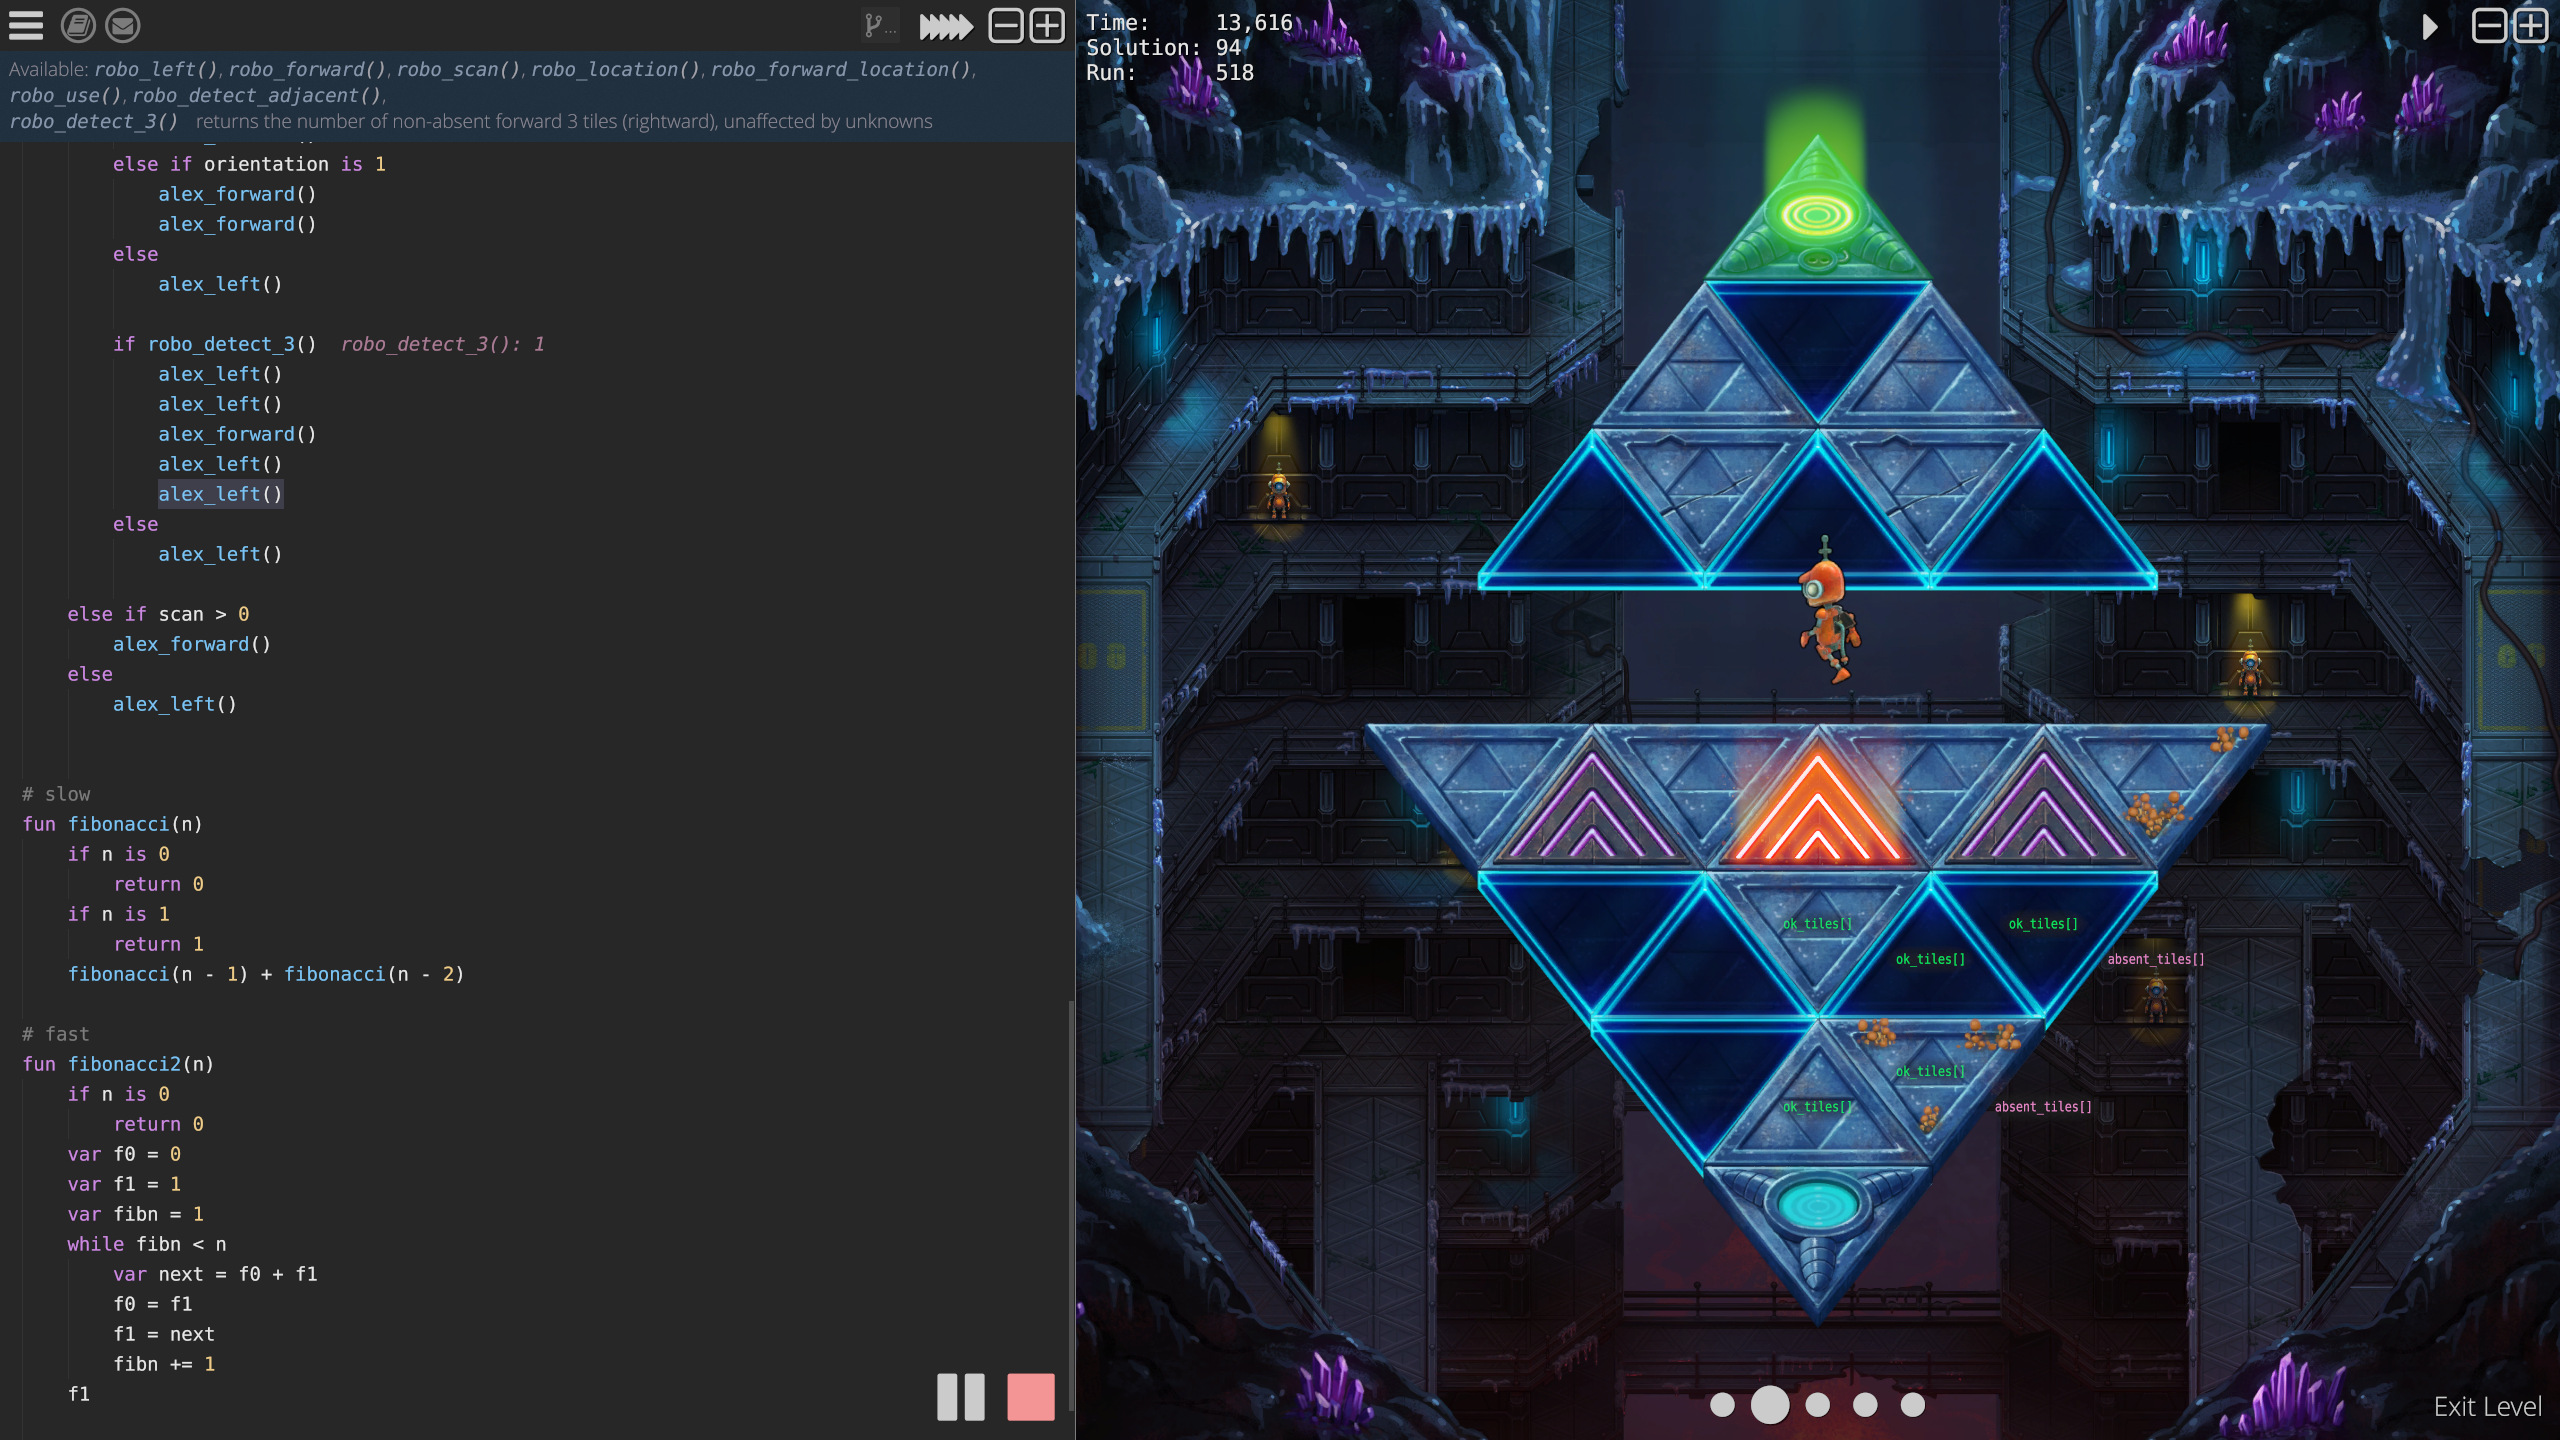 Available: robo_left(), robo_forward(), robo_scan(), robo_location(), robo_forward_location(),
robo_use(), robo_detect_adjacent(),
robo_detect_3() returns the number of non-absent forward 3 tiles (rightward), unaffected by unknowns
else if orientation is 1
alex_forward()
alex_forward()
else
alex_left()
if robo_detect_3() robo_detect_3(): 1
alex_left()
alex_left()
alex_forward()
alex_left()
alex_left()
else
alex_left()
else if scan > 0
alex_forward()
else
alex_left()
# slow
fun fibonacci(n)
if n is 0
return 0
if n is 1
return 1
fibonacci(n - 1) + fibonacci(n - 2)
# fast
fun fibonacci2(n)
if n is 0
return 0
var f0 = 0
var f1 = 1
var fibn = 1
while fibn < n
var next = f0 + f1
f0 = f1
f1 = next
fibn += 1
f1
Time: 13,616
Solution: 94
Run: 518
ok_tiles[]
ok_tiles[]
ok_tiles[]
absent_tiles[]
ok_tiles[]
ok_tiles[]
absent_tiles[]
Exit Level